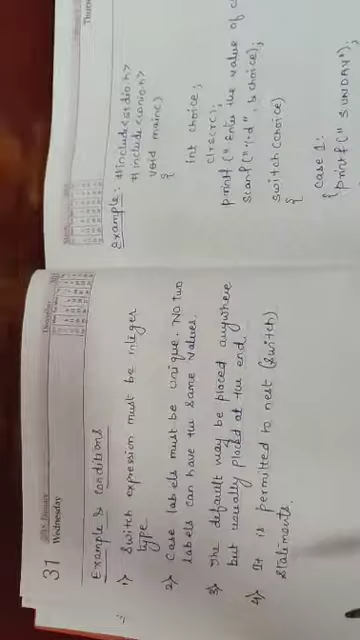 31
Wednesday
Example & conditions
1) Switch expression must be integer
type
2) Case labels must be unique. No two
labels can have the same values.
3) The default may be placed anywhere
but usually placed at the end
4) It is permitted to nest (switch)
statements.
Example: #include<stdio.h>
#include<conio.h>
void main()
{
int choice;
clrscr();
printf("Enter the value of
scanf("%d", &choice);
switch(choice)
{
case 1:
{ printf("SUNDAY");